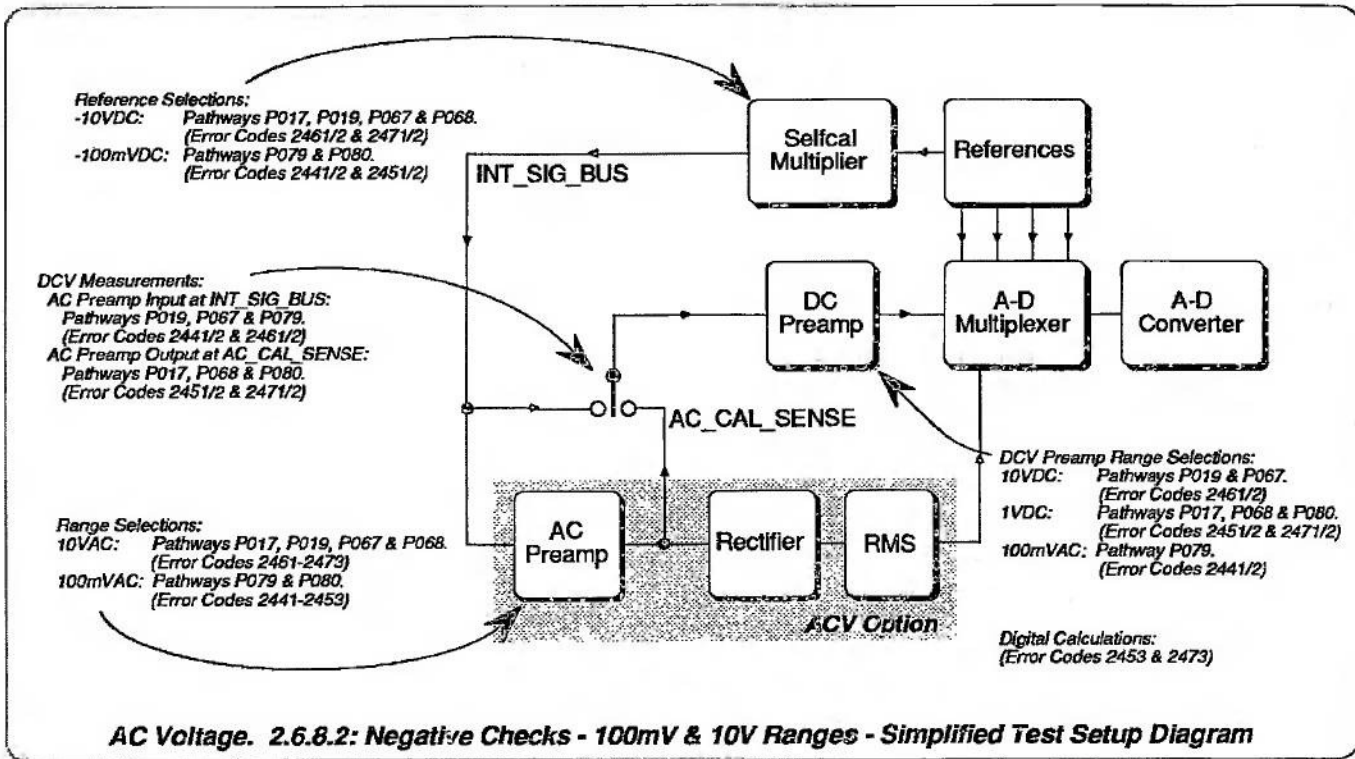 Reference Selections:
-10VDC: Pathways P017, P019, P067 & P068.
(Error Codes 2461/2 & 2471/2)
-100mVDC: Pathways P079 & P080.
(Error Codes 2441/2 & 2451/2)
INT_SIG_BUS
Selfcal
Multiplier
References
DCV Measurements:
AC Preamp Input at INT_SIG_BUS:
Pathways P019, P067 & P079.
(Error Codes 2441/2 & 2461/2)
AC Preamp Output at AC_CAL_SENSE:
Pathways P017, P068 & P080.
(Error Codes 2451/2 & 2471/2)
DC
Preamp
A-D
Multiplexer
A-D
Converter
AC_CAL_SENSE
DCV Preamp Range Selections:
10VDC: Pathways P019 & P067.
(Error Codes 2461/2)
1VDC: Pathways P017, P068 & P080.
(Error Codes 2451/2 & 2471/2)
100mVAC: Pathway P079.
(Error Codes 2441/2)
Range Selections:
10VAC: Pathways P017, P019, P067 & P068.
(Error Codes 2461-2473)
100mVAC: Pathways P079 & P080.
(Error Codes 2441-2453)
AC
Preamp
Rectifier
RMS
ACV Option
Digital Calculations:
(Error Codes 2453 & 2473)
AC Voltage. 2.6.8.2: Negative Checks - 100mV & 10V Ranges - Simplified Test Setup Diagram